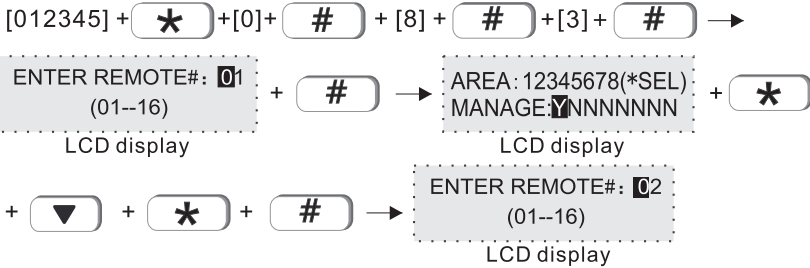 [012345] + * +[0]+ # + [8] + # +[3] + # →
ENTER REMOTE#: 01
(01--16)
LCD display
+ # →
AREA:12345678(*SEL)
MANAGE:YNNNNNNN
LCD display
+ *
+ ▼ + * + # →
ENTER REMOTE#: 02
(01--16)
LCD display